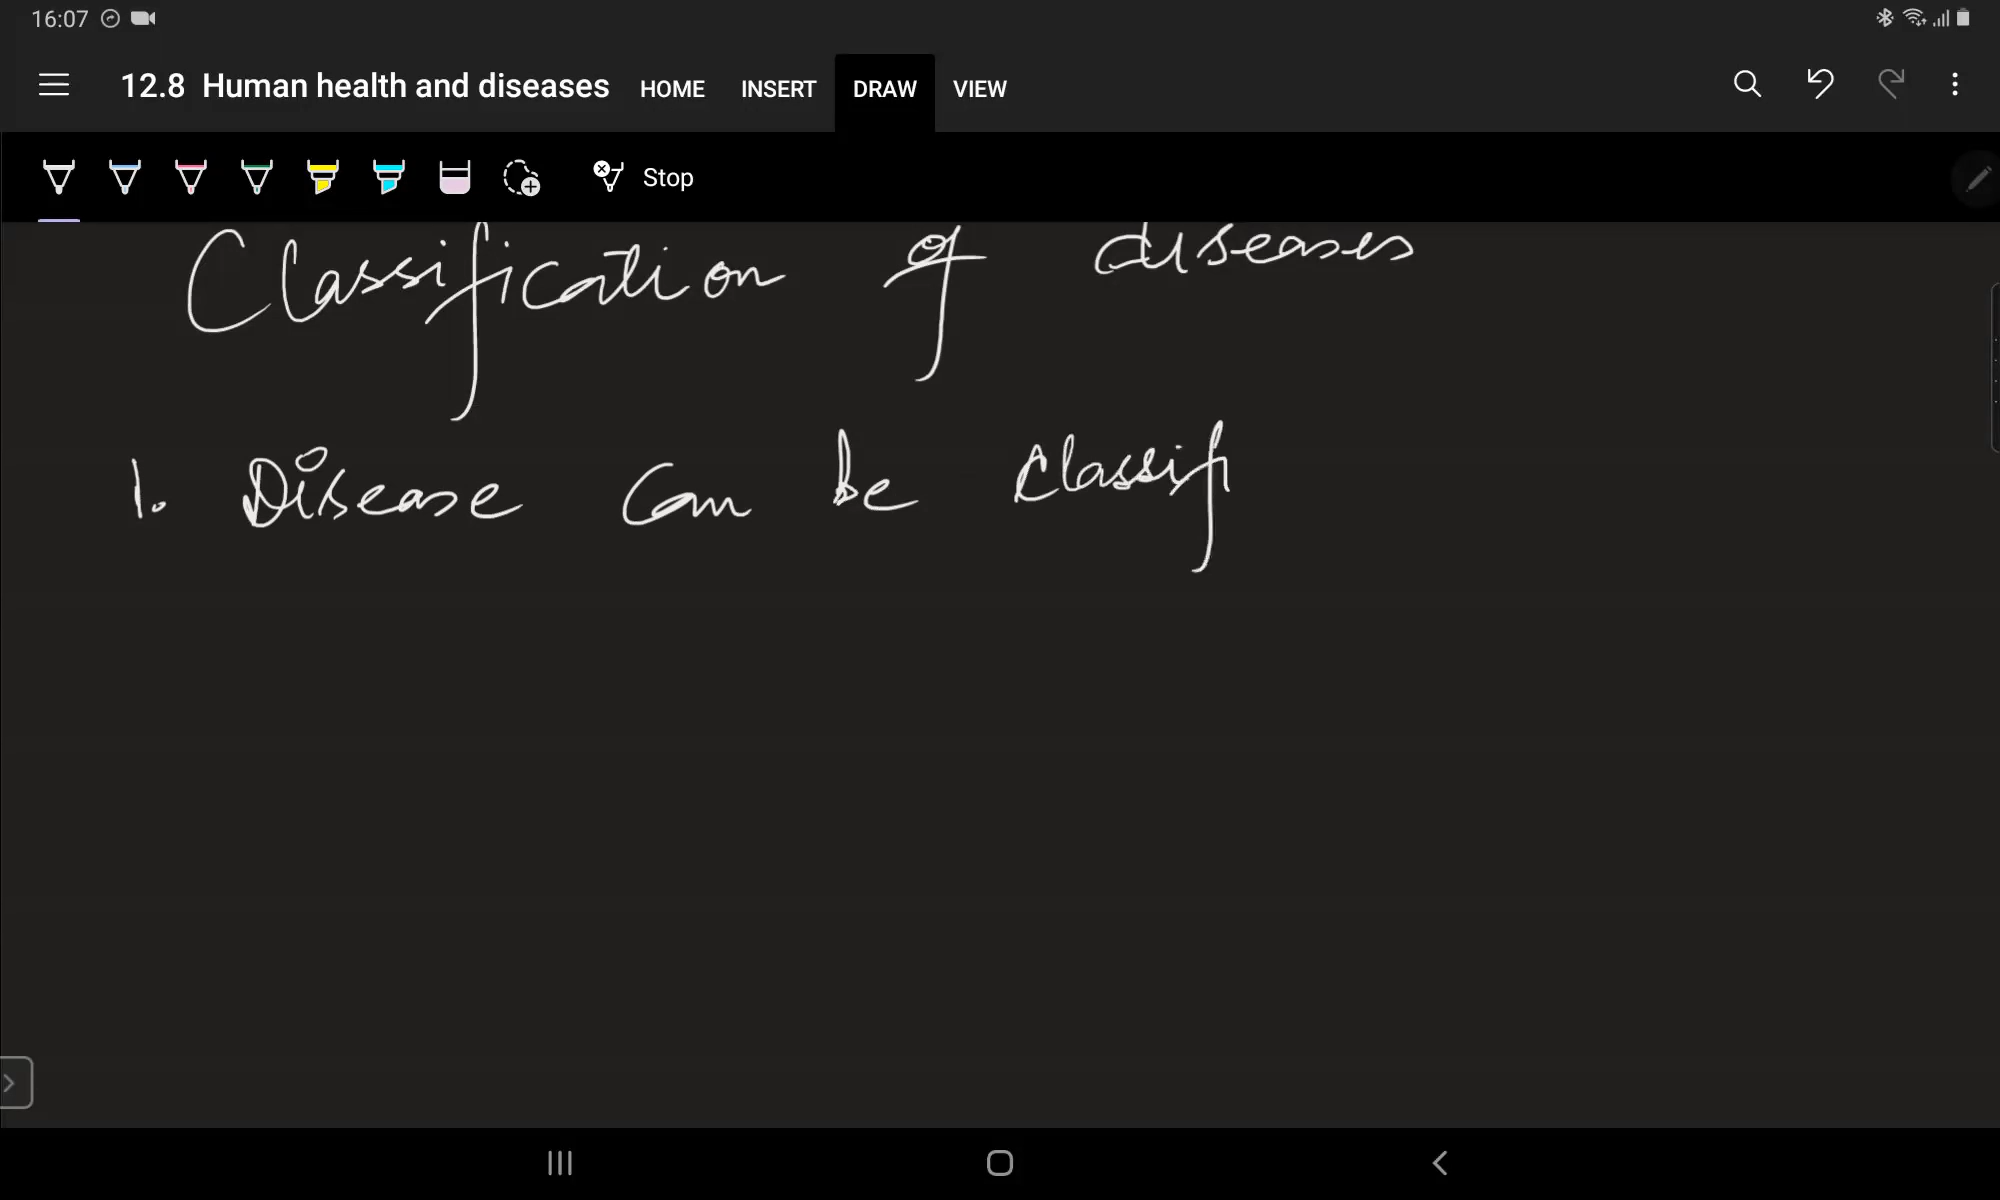 16:07
12.8 Human health and diseases HOME INSERT DRAW VIEW
Stop
Classification of diseases
1. Disease can be classifi